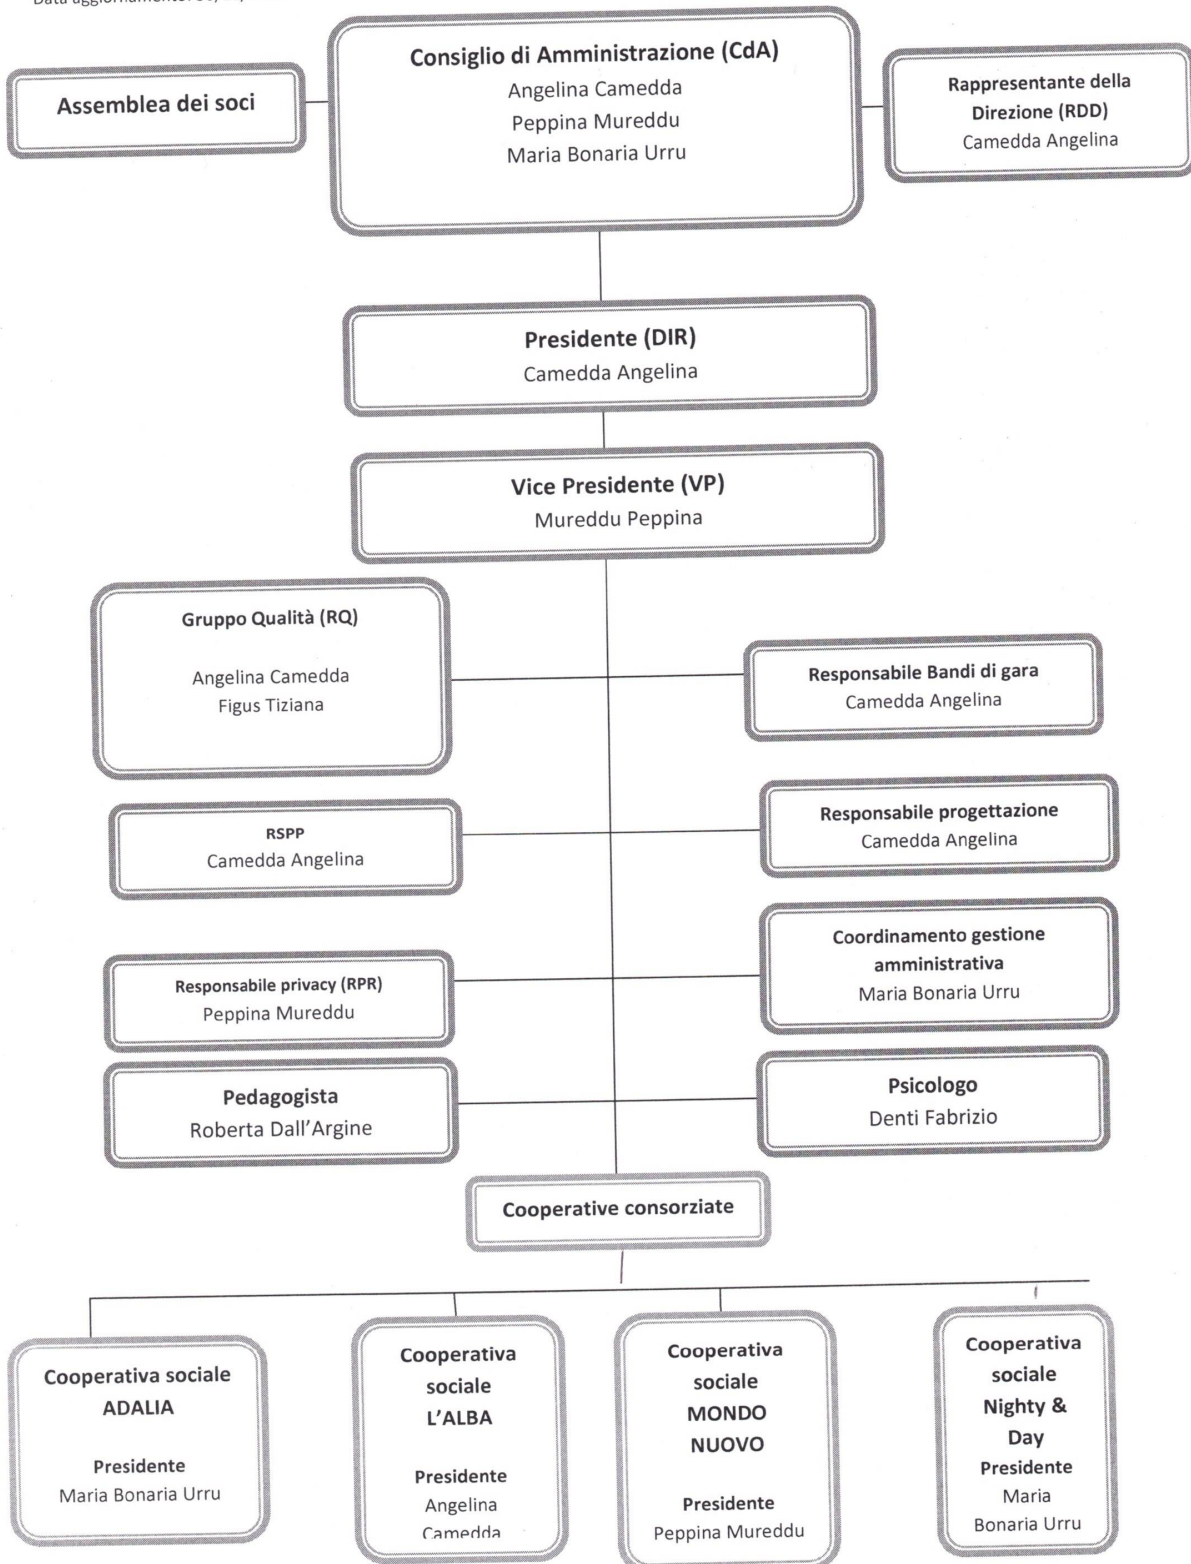 Data aggiornamento:
Consiglio di Amministrazione (CdA)
Angelina Camedda
Peppina Mureddu
Maria Bonaria Urru
Assemblea dei soci
Rappresentante della
Direzione (RDD)
Camedda Angelina
Presidente (DIR)
Camedda Angelina
Vice Presidente (VP)
Mureddu Peppina
Gruppo Qualità (RQ)
Angelina Camedda
Figus Tiziana
Responsabile Bandi di gara
Camedda Angelina
RSPP
Camedda Angelina
Responsabile progettazione
Camedda Angelina
Responsabile privacy (RPR)
Peppina Mureddu
Coordinamento gestione
amministrativa
Maria Bonaria Urru
Pedagogista
Roberta Dall'Argine
Psicologo
Denti Fabrizio
Cooperative consorziate
Cooperativa sociale
ADALIA
Presidente
Maria Bonaria Urru
Cooperativa
sociale
L'ALBA
Presidente
Angelina
Camedda
Cooperativa
sociale
MONDO
NUOVO
Presidente
Peppina Mureddu
Cooperativa
sociale
Nighty &
Day
Presidente
Maria
Bonaria Urru